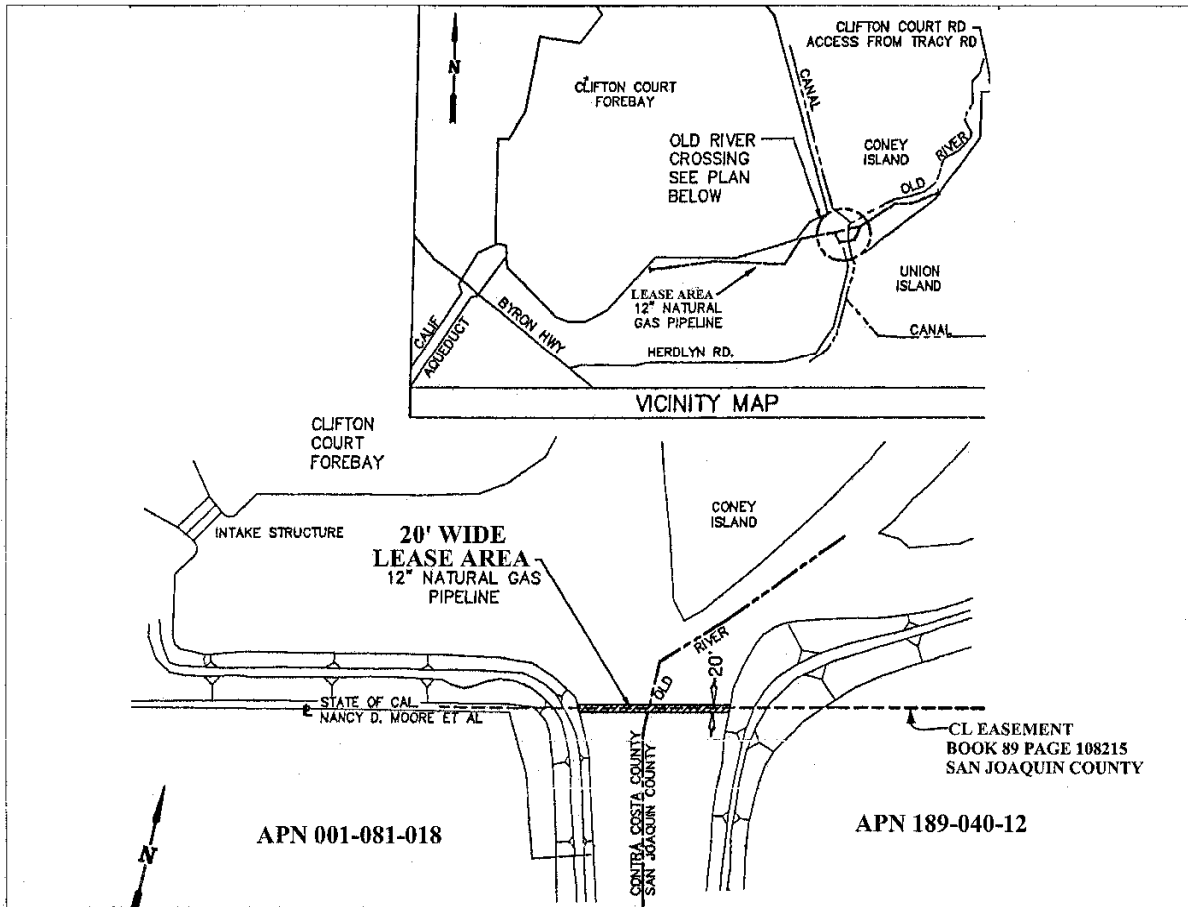 N
CLIFTON COURT
FOREBAY
CANAL
CLIFTON COURT RD
ACCESS FROM TRACY RD
OLD RIVER
CROSSING
SEE PLAN
BELOW
CONEY
ISLAND
OLD
RIVER
UNION
ISLAND
CANAL
LEASE AREA
12" NATURAL
GAS PIPELINE
CALIF
AQUEDUCT
BYRON HWY
HERDLYN RD.
VICINITY MAP
CLIFTON
COURT
FOREBAY
INTAKE STRUCTURE
20' WIDE
LEASE AREA
12" NATURAL GAS
PIPELINE
CONEY
ISLAND
OLD
RIVER
20'
STATE OF CAL.
NANCY D. MOORE ET AL
CL EASEMENT
BOOK 89 PAGE 108215
SAN JOAQUIN COUNTY
CONTRA COSTA COUNTY
SAN JOAQUIN COUNTY
APN 001-081-018
APN 189-040-12
N